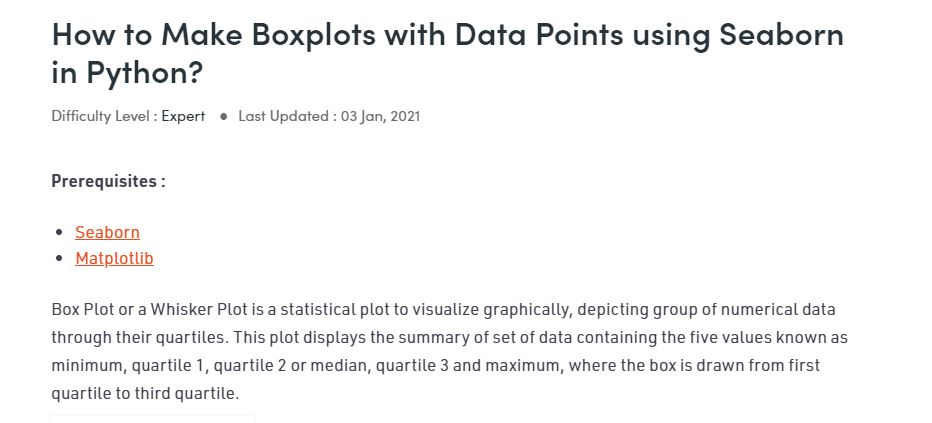 How to Make Boxplots with Data Points using Seaborn
in Python?
Difficulty Level : Expert ● Last Updated : 03 Jan, 2021
Prerequisites :
• Seaborn
• Matplotlib
Box Plot or a Whisker Plot is a statistical plot to visualize graphically, depicting group of numerical data
through their quartiles. This plot displays the summary of set of data containing the five values known as
minimum, quartile 1, quartile 2 or median, quartile 3 and maximum, where the box is drawn from first
quartile to third quartile.